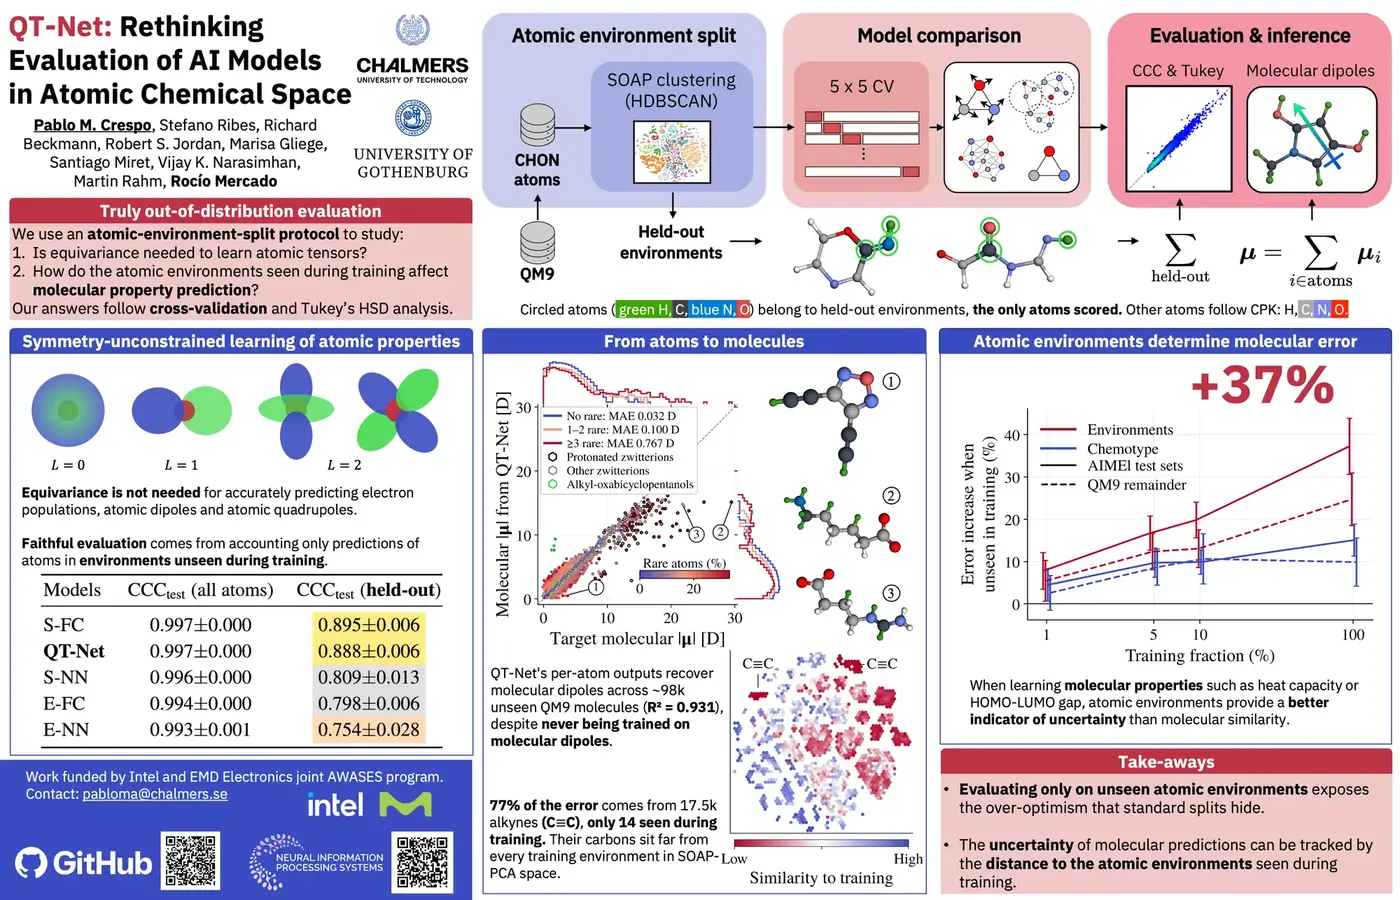 QT-Net: Rethinking
Evaluation of AI Models
in Atomic Chemical Space
Pablo M. Crespo, Stefano Ribes, Richard
Beckmann, Robert S. Jordan, Marisa Gliege,
Santiago Miret, Vijay K. Narasimhan,
Martin Rahm, Rocío Mercado
CHALMERS
UNIVERSITY OF TECHNOLOGY
UNIVERSITY OF
GOTHENBURG
Truly out-of-distribution evaluation
We use an atomic-environment-split protocol to study:
1. Is equivariance needed to learn atomic tensors?
2. How do the atomic environments seen during training affect
molecular property prediction?
Our answers follow cross-validation and Tukey's HSD analysis.
Atomic environment split
SOAP clustering
(HDBSCAN)
CHON
atoms
QM9
Held-out
environments
Model comparison
5 x 5 CV
Evaluation & inference
CCC & Tukey
Molecular dipoles
∑
held-out
μ = ∑ μi
i∈atoms
Circled atoms (green H, C, blue N, O) belong to held-out environments, the only atoms scored. Other atoms follow CPK: H, C, N, O.
Symmetry-unconstrained learning of atomic properties
L = 0
L = 1
L = 2
Equivariance is not needed for accurately predicting electron
populations, atomic dipoles and atomic quadrupoles.
Faithful evaluation comes from accounting only predictions of
atoms in environments unseen during training.
Models CCCtest (all atoms) CCCtest (held-out)
S-FC 0.997±0.000 0.895±0.006
QT-Net 0.997±0.000 0.888±0.006
S-NN 0.996±0.000 0.809±0.013
E-FC 0.994±0.000 0.798±0.006
E-NN 0.993±0.001 0.754±0.028
Work funded by Intel and EMD Electronics joint AWASES program.
Contact: pabloma@chalmers.se
intel
M
GitHub
NEURAL INFORMATION
PROCESSING SYSTEMS
From atoms to molecules
Molecular |μ| from QT-Net [D]
30
20
10
0
No rare: MAE 0.032 D
1–2 rare: MAE 0.100 D
≥3 rare: MAE 0.767 D
Protonated zwitterions
Other zwitterions
Alkyl-oxabicyclopentanols
3
2
1
Rare atoms (%)
0 20
0 10 20 30
Target molecular |μ| [D]
1
2
3
QT-Net's per-atom outputs recover
molecular dipoles across ~98k
unseen QM9 molecules (R² = 0.931),
despite never being trained on
molecular dipoles.
77% of the error comes from 17.5k
alkynes (C≡C), only 14 seen during
training. Their carbons sit far from
every training environment in SOAP-
PCA space.
C≡C
C≡C
Low High
Similarity to training
Atomic environments determine molecular error
+37%
Error increase when
unseen in training (%)
40
30
20
10
0
Environments
Chemotype
AIMEl test sets
QM9 remainder
1 5 10 100
Training fraction (%)
When learning molecular properties such as heat capacity or
HOMO-LUMO gap, atomic environments provide a better
indicator of uncertainty than molecular similarity.
Take-aways
• Evaluating only on unseen atomic environments exposes
the over-optimism that standard splits hide.
• The uncertainty of molecular predictions can be tracked by
the distance to the atomic environments seen during
training.